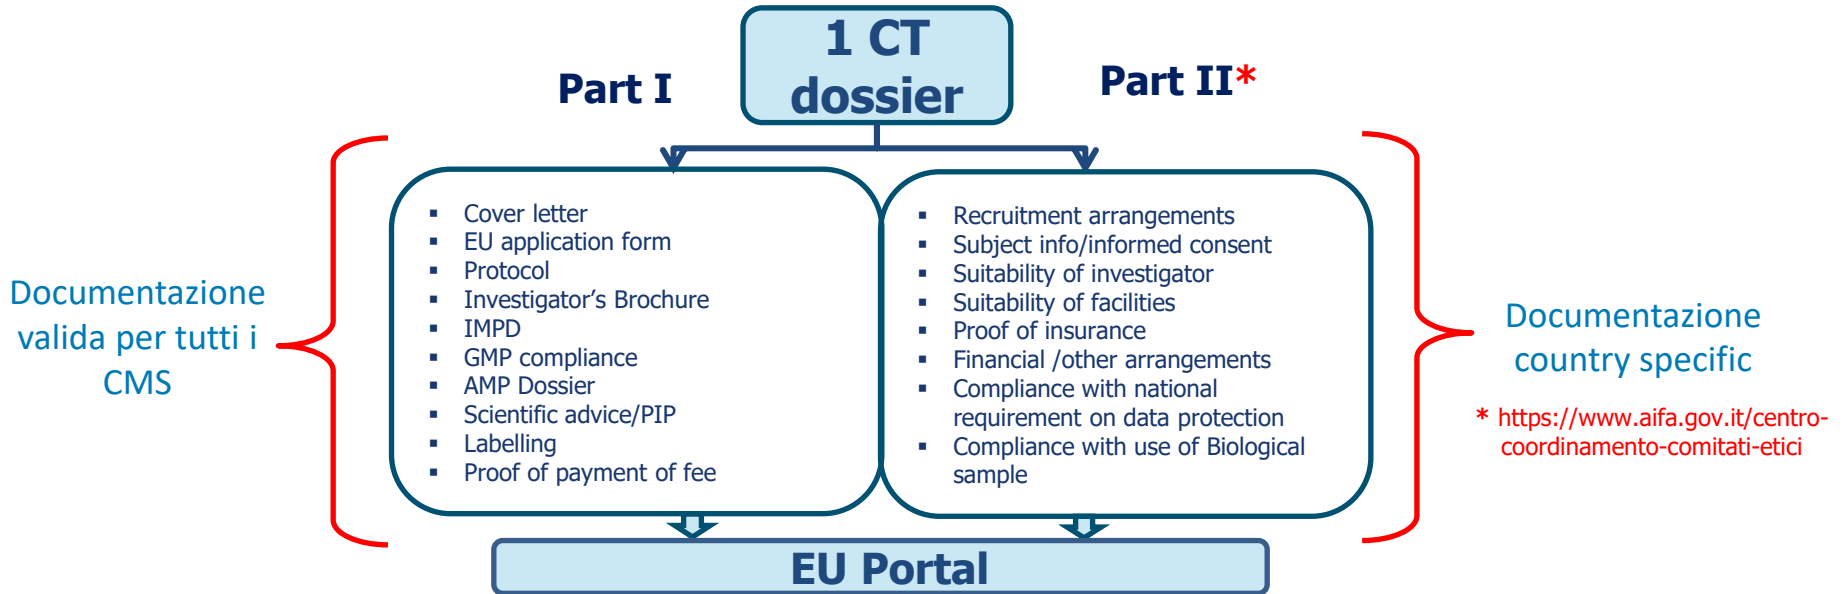 1 CT
dossier
Part I
Part II*
Documentazione
valida per tutti i
CMS
▪ Cover letter
▪ EU application form
▪ Protocol
▪ Investigator’s Brochure
▪ IMPD
▪ GMP compliance
▪ AMP Dossier
▪ Scientific advice/PIP
▪ Labelling
▪ Proof of payment of fee
▪ Recruitment arrangements
▪ Subject info/informed consent
▪ Suitability of investigator
▪ Suitability of facilities
▪ Proof of insurance
▪ Financial /other arrangements
▪ Compliance with national
requirement on data protection
▪ Compliance with use of Biological
sample
Documentazione
country specific
* https://www.aifa.gov.it/centro-
coordinamento-comitati-etici
EU Portal